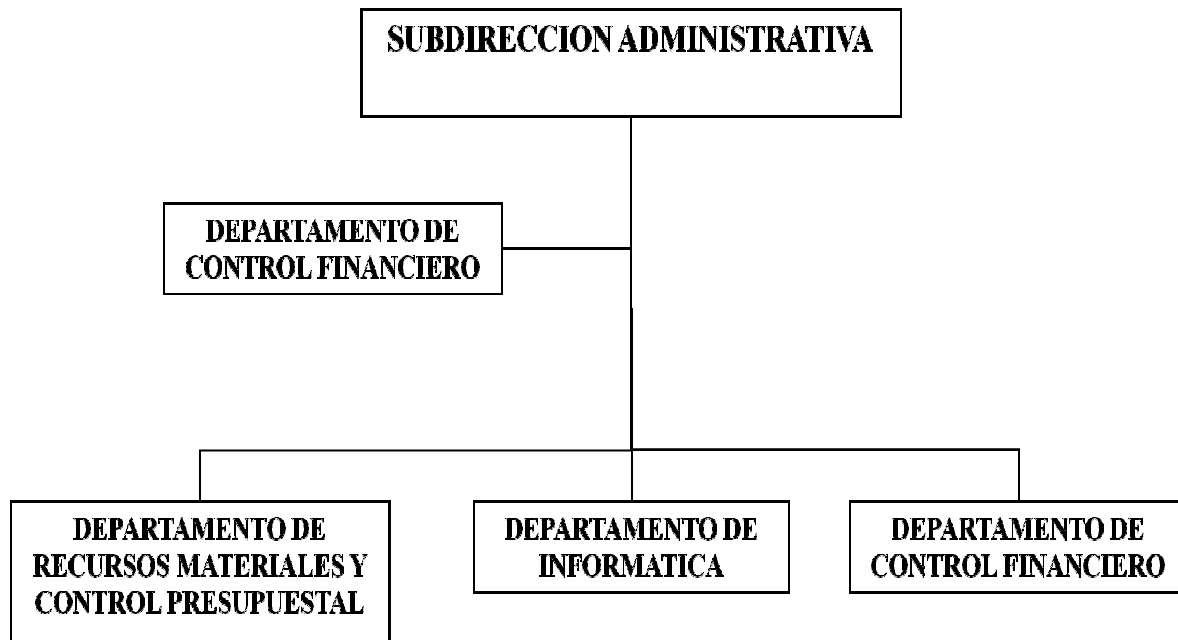 SUBDIRECCION ADMINISTRATIVA
DEPARTAMENTO DE
CONTROL FINANCIERO
DEPARTAMENTO DE
RECURSOS MATERIALES Y
CONTROL PRESUPUESTAL
DEPARTAMENTO DE
INFORMATICA
DEPARTAMENTO DE
CONTROL FINANCIERO